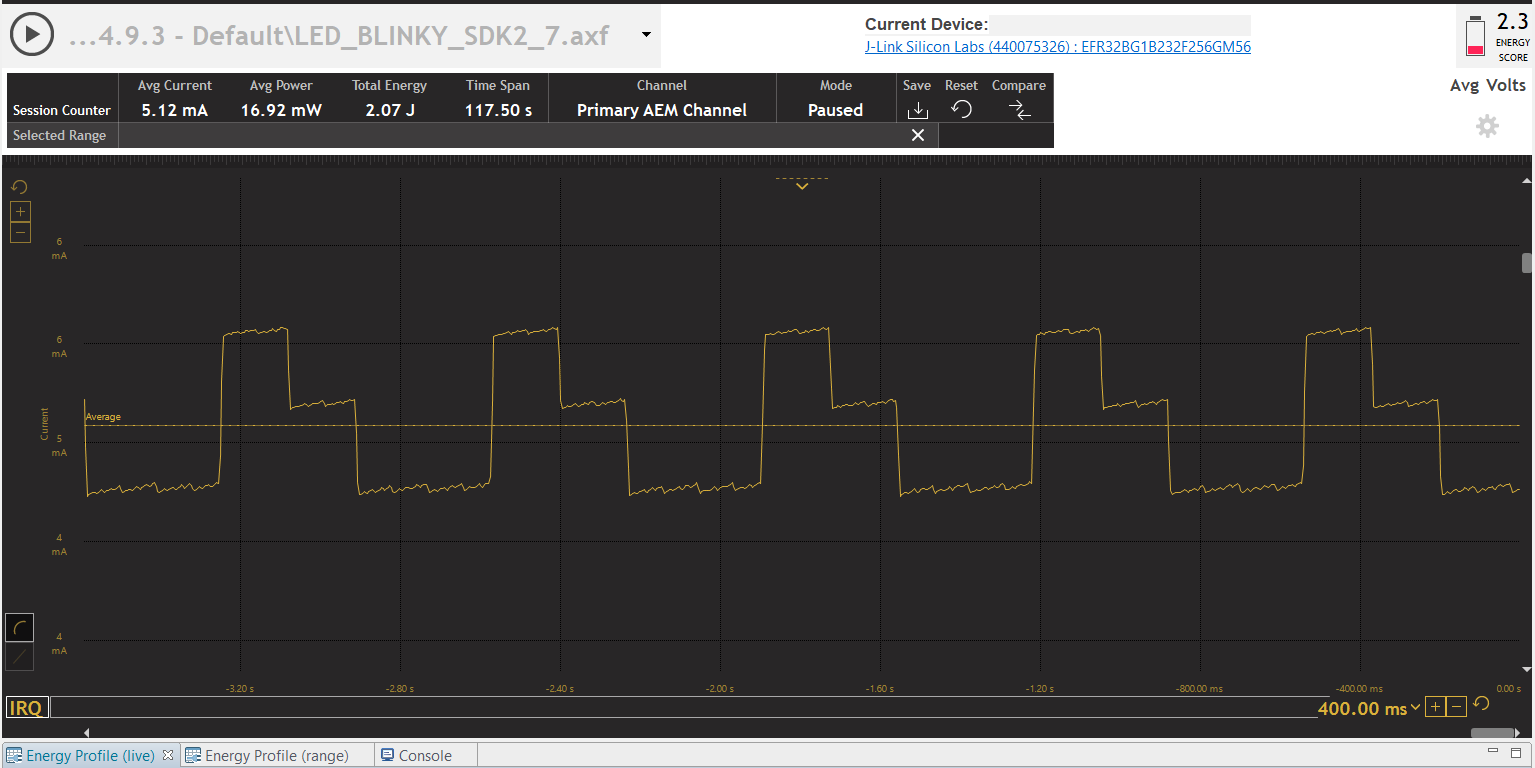 ...4.9.3 - Default\LED_BLINKY_SDK2_7.axf
Current Device:
J-Link Silicon Labs (440075326) : EFR32BG1B232F256GM56
2.3
ENERGY
SCORE
Avg Current Avg Power Total Energy Time Span Channel Mode Save Reset Compare
Session Counter 5.12 mA 16.92 mW 2.07 J 117.50 s Primary AEM Channel Paused
Selected Range
Avg Volts
6
mA
6
mA
Average
Current
5
mA
4
mA
4
mA
-3.20 s -2.80 s -2.40 s -2.00 s -1.60 s -1.20 s -800.00 ms -400.00 ms 0.00 s
IRQ 400.00 ms
Energy Profile (live) Energy Profile (range) Console